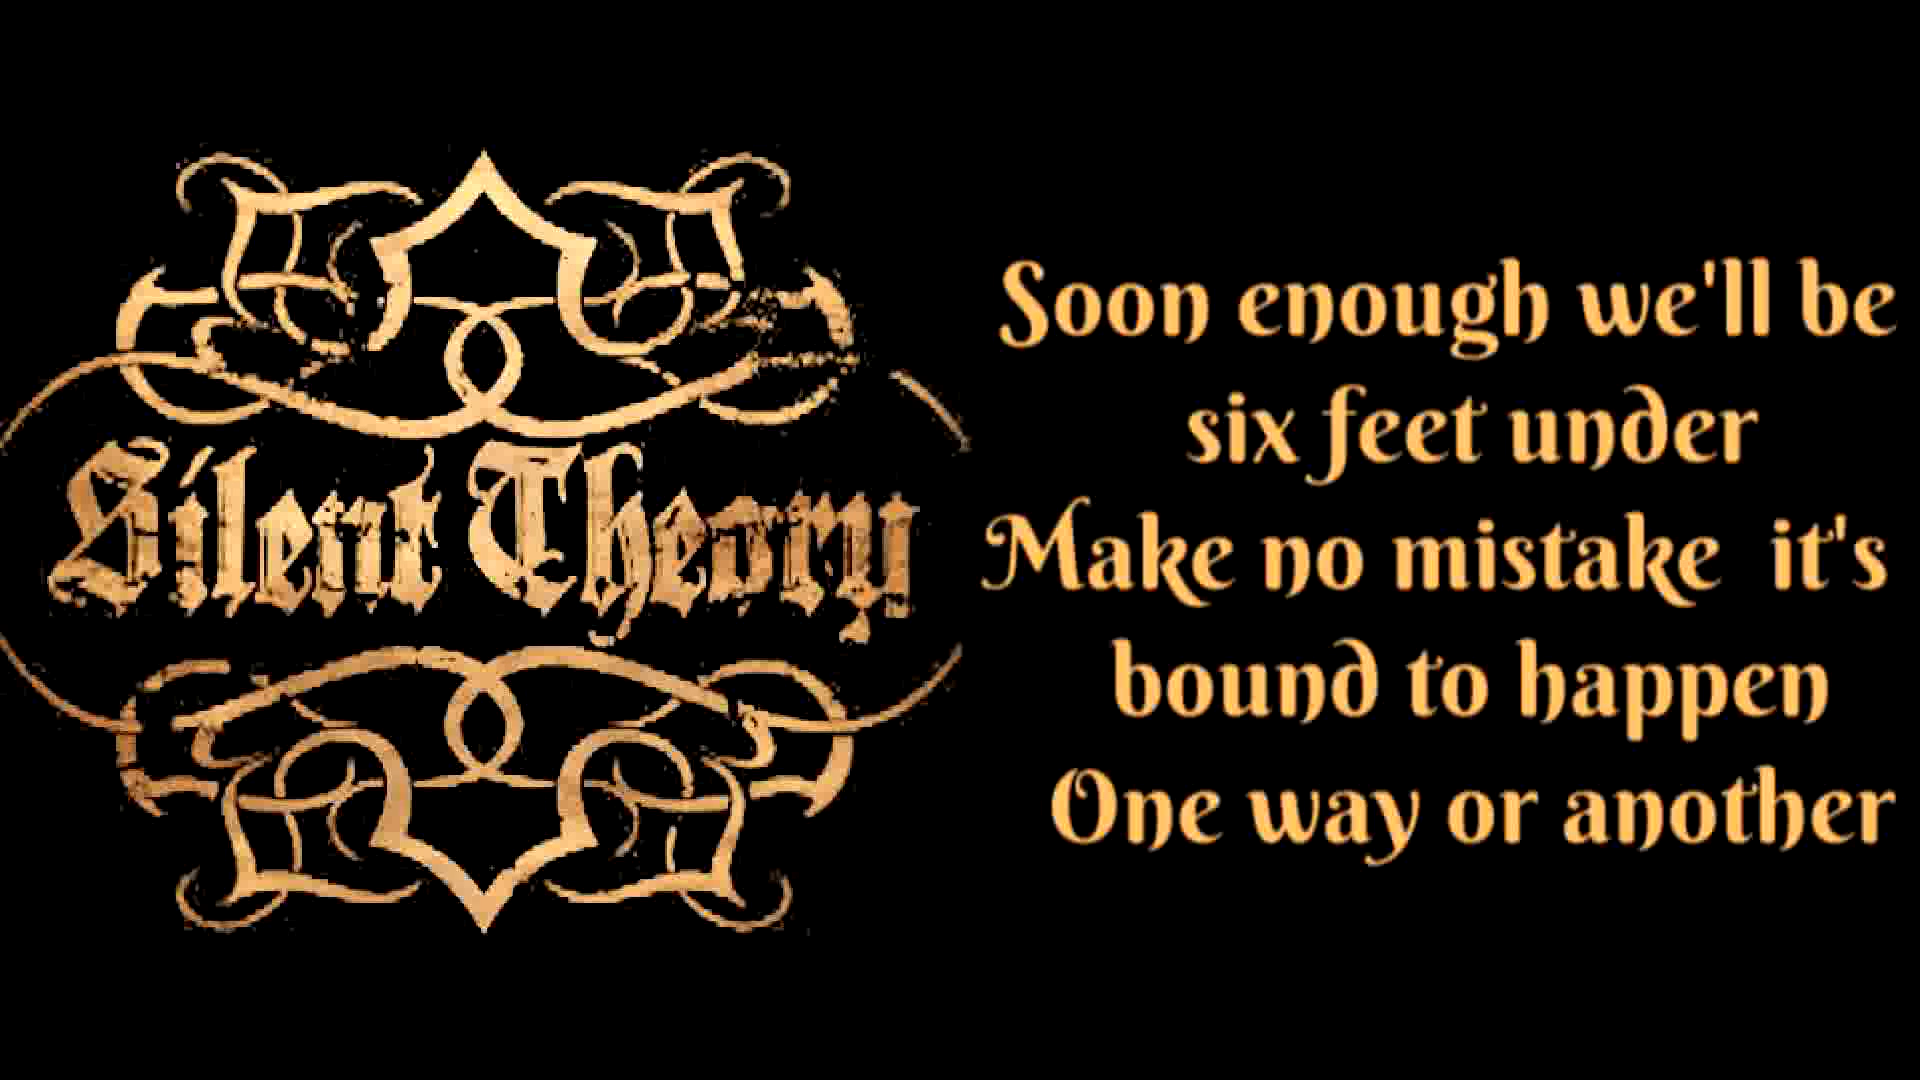 Silent Theory
Soon enough we'll be
six feet under
Make no mistake it's
bound to happen
One way or another